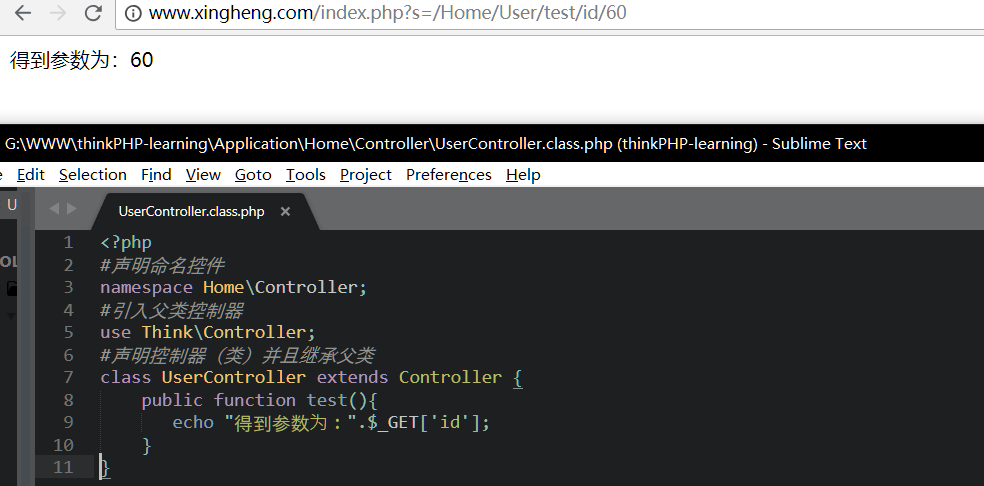 www.xingheng.com/index.php?s=/Home/User/test/id/60
得到参数为：60
G:\WWW\thinkPHP-learning\Application\Home\Controller\UserController.class.php (thinkPHP-learning) - Sublime Text
e Edit Selection Find View Goto Tools Project Preferences Help
U UserController.class.php ×
OL
1 <?php
2 #声明命名控件
3 namespace Home\Controller;
4 #引入父类控制器
5 use Think\Controller;
6 #声明控制器（类）并且继承父类
7 class UserController extends Controller {
8 public function test(){
9 echo "得到参数为：".$_GET['id'];
10 }
11 }